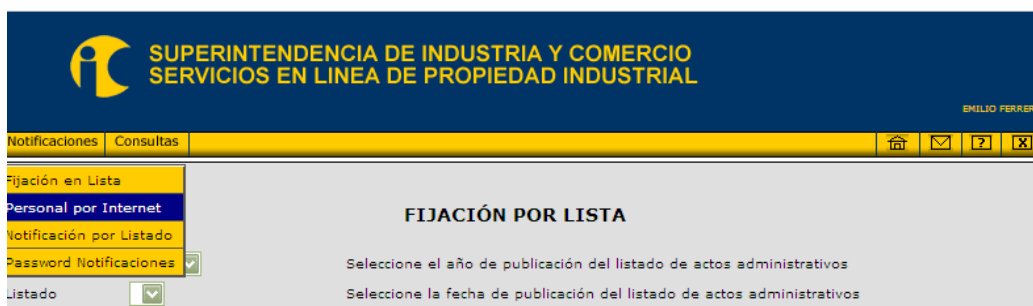 SUPERINTENDENCIA DE INDUSTRIA Y COMERCIO
SERVICIOS EN LINEA DE PROPIEDAD INDUSTRIAL
EMILIO FERRER
Notificaciones Consultas
Fijación en Lista
Personal por Internet
Notificación por Listado
Password Notificaciones
FIJACIÓN POR LISTA
Seleccione el año de publicación del listado de actos administrativos
Listado Seleccione la fecha de publicación del listado de actos administrativos